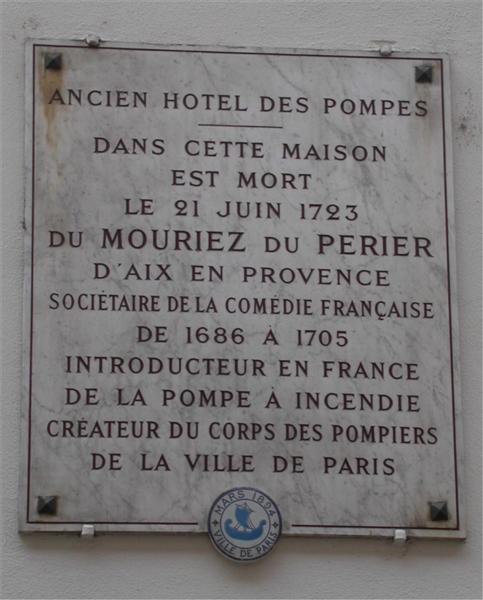 ANCIEN HOTEL DES POMPES
DANS CETTE MAISON
EST MORT
LE 21 JUIN 1723
DU MOURIEZ DU PERIER
D'AIX EN PROVENCE
SOCIÉTAIRE DE LA COMÉDIE FRANÇAISE
DE 1686 À 1705
INTRODUCTEUR EN FRANCE
DE LA POMPE À INCENDIE
CRÉATEUR DU CORPS DES POMPIERS
DE LA VILLE DE PARIS
MARS 1894
VILLE DE PARIS